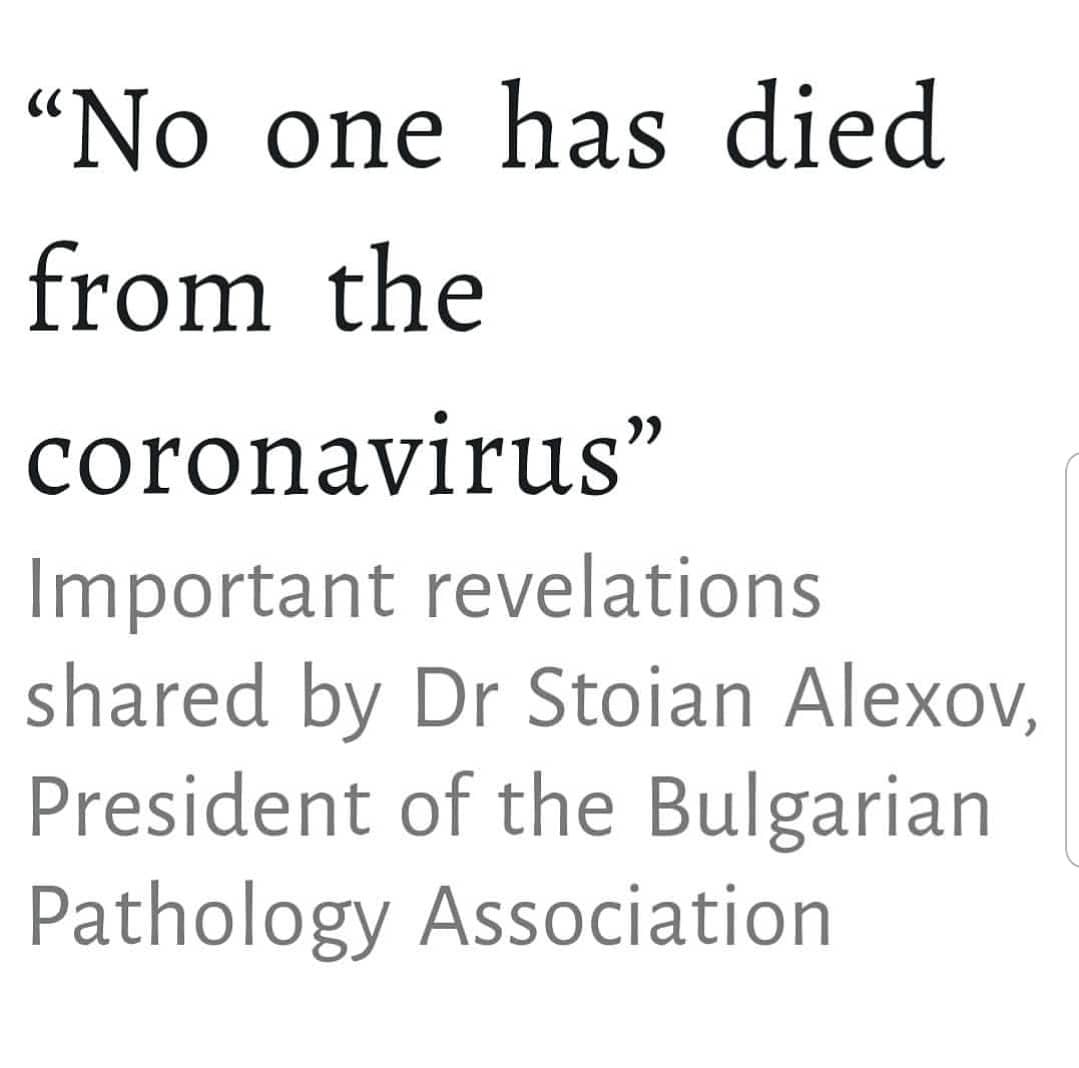 “No one has died
from the
coronavirus”
Important revelations
shared by Dr Stoian Alexov,
President of the Bulgarian
Pathology Association